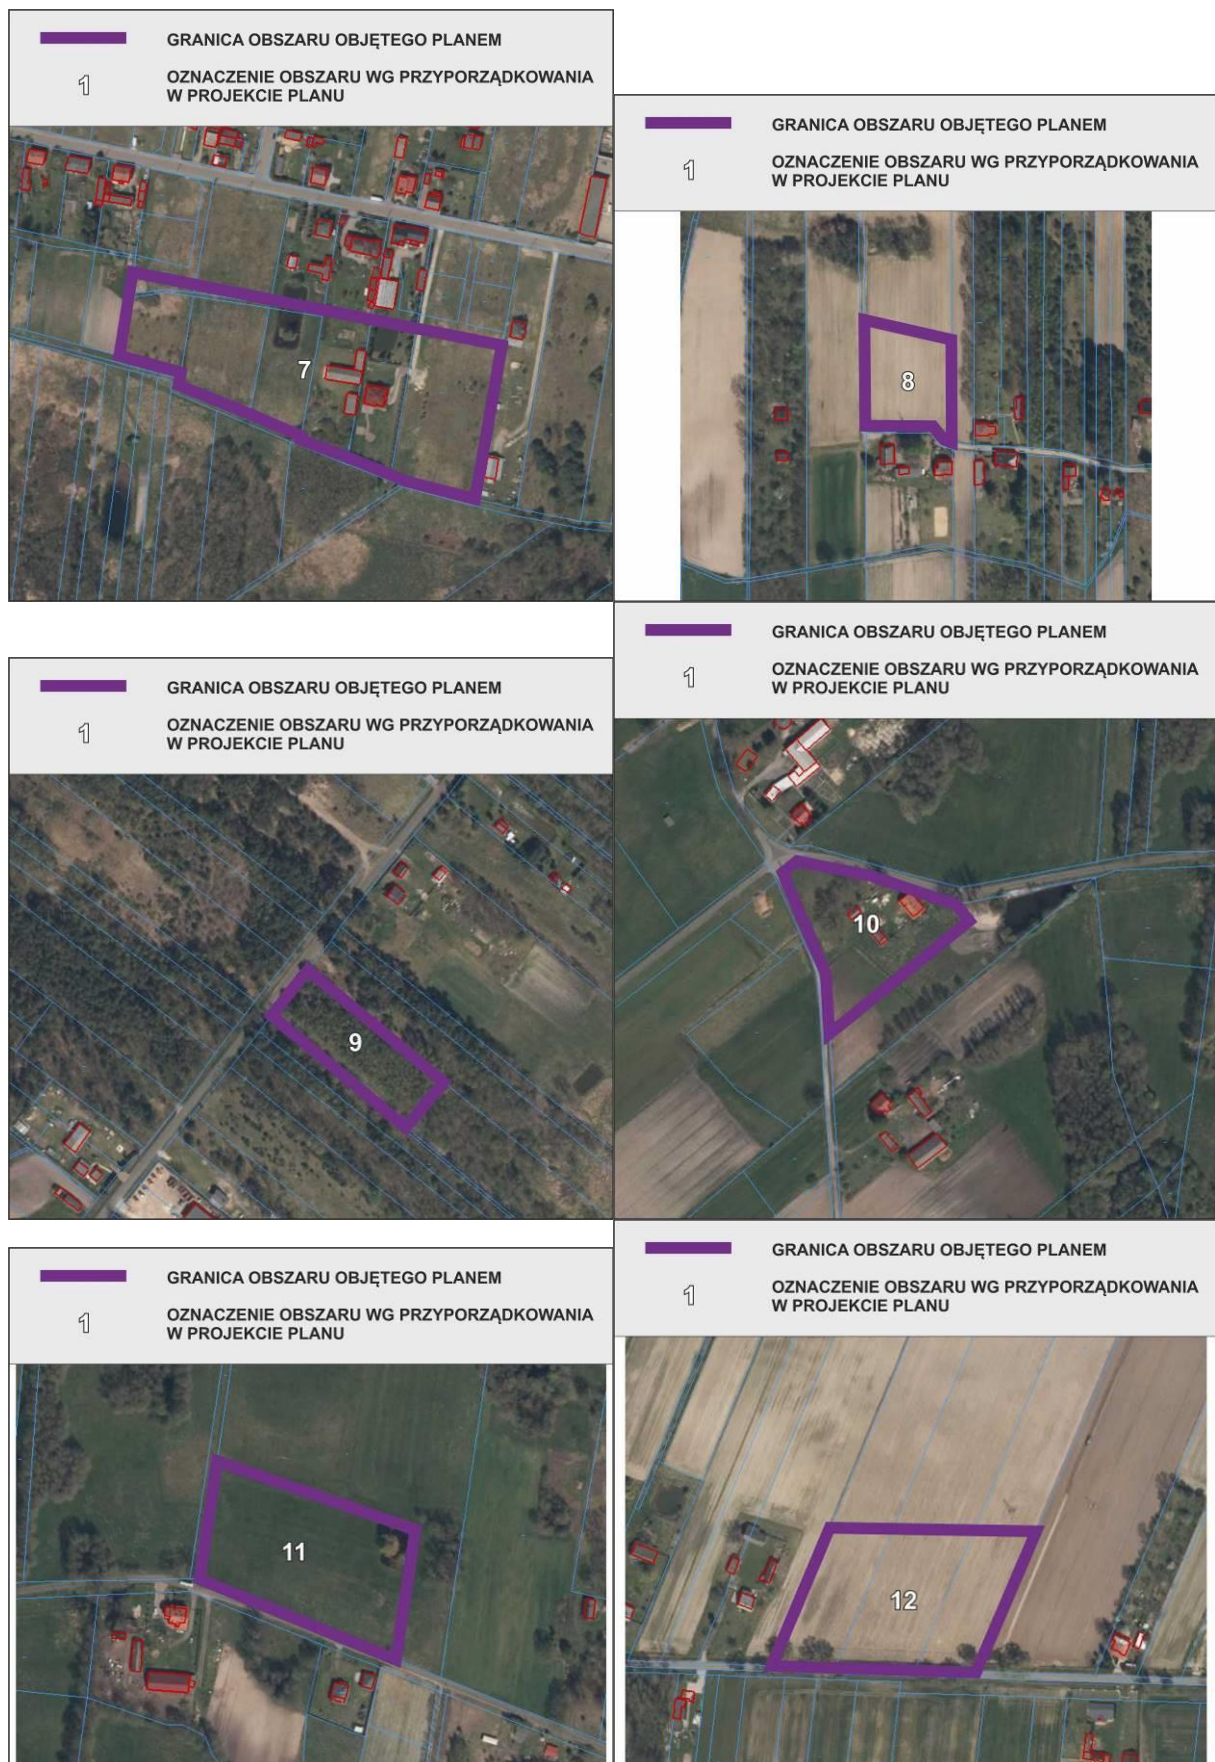 GRANICA OBSZARU OBJĘTEGO PLANEM
1
OZNACZENIE OBSZARU WG PRZYPORZĄDKOWANIA
W PROJEKCIE PLANU
7
GRANICA OBSZARU OBJĘTEGO PLANEM
1
OZNACZENIE OBSZARU WG PRZYPORZĄDKOWANIA
W PROJEKCIE PLANU
8
GRANICA OBSZARU OBJĘTEGO PLANEM
1
OZNACZENIE OBSZARU WG PRZYPORZĄDKOWANIA
W PROJEKCIE PLANU
9
GRANICA OBSZARU OBJĘTEGO PLANEM
1
OZNACZENIE OBSZARU WG PRZYPORZĄDKOWANIA
W PROJEKCIE PLANU
10
GRANICA OBSZARU OBJĘTEGO PLANEM
1
OZNACZENIE OBSZARU WG PRZYPORZĄDKOWANIA
W PROJEKCIE PLANU
11
GRANICA OBSZARU OBJĘTEGO PLANEM
1
OZNACZENIE OBSZARU WG PRZYPORZĄDKOWANIA
W PROJEKCIE PLANU
12